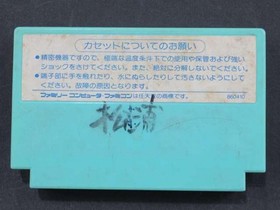 カセットについてのお願い
●精密機器ですので、極端な温度条件下での使用や保管および強い
ショックをさけてください。また、絶対に分解しないでください。
●端子部に手を触れたり、水にぬらしたりして汚さないようにして
ください。故障の原因となります。
ファミリー コンピュータ・ファミコンは任天堂の商標です。
松